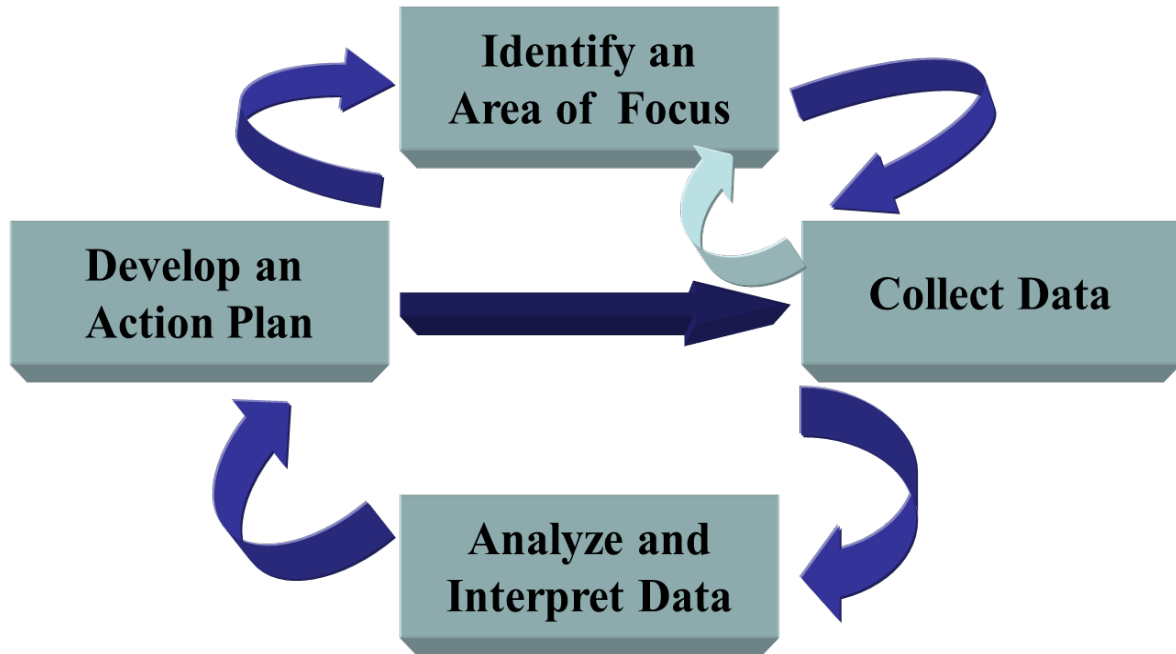 Identify an
Area of Focus
Develop an
Action Plan
Collect Data
Analyze and
Interpret Data